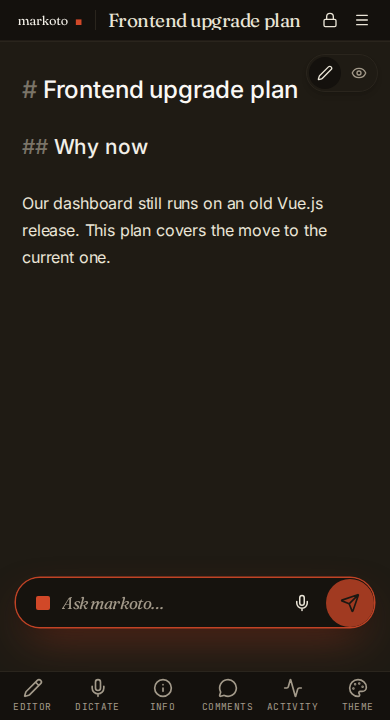 markoto
Frontend upgrade plan
# Frontend upgrade plan
## Why now
Our dashboard still runs on an old Vue.js
release. This plan covers the move to the
current one.
Ask markoto...
EDITOR DICTATE INFO COMMENTS ACTIVITY THEME